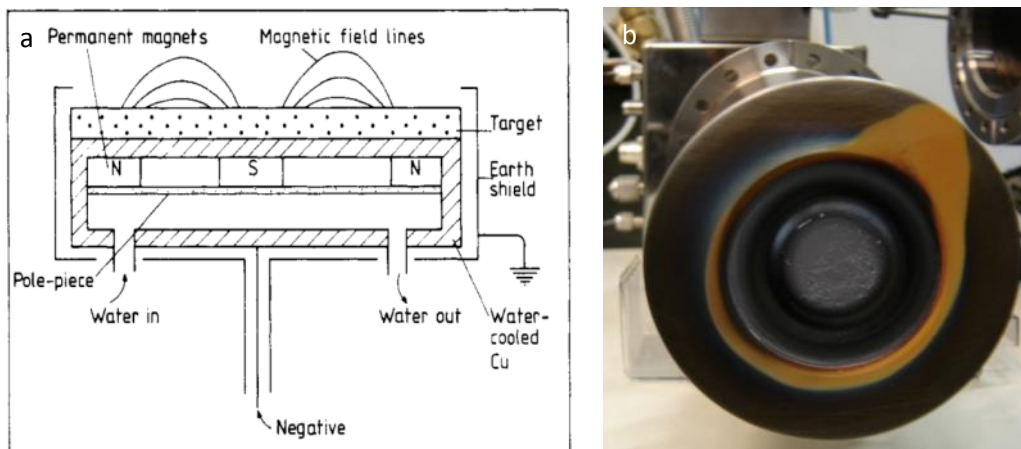 a
Permanent magnets
Magnetic field lines
Target
N
S
N
Earth
shield
Pole-piece
Water in
Water out
Water-
cooled
Cu
Negative
b